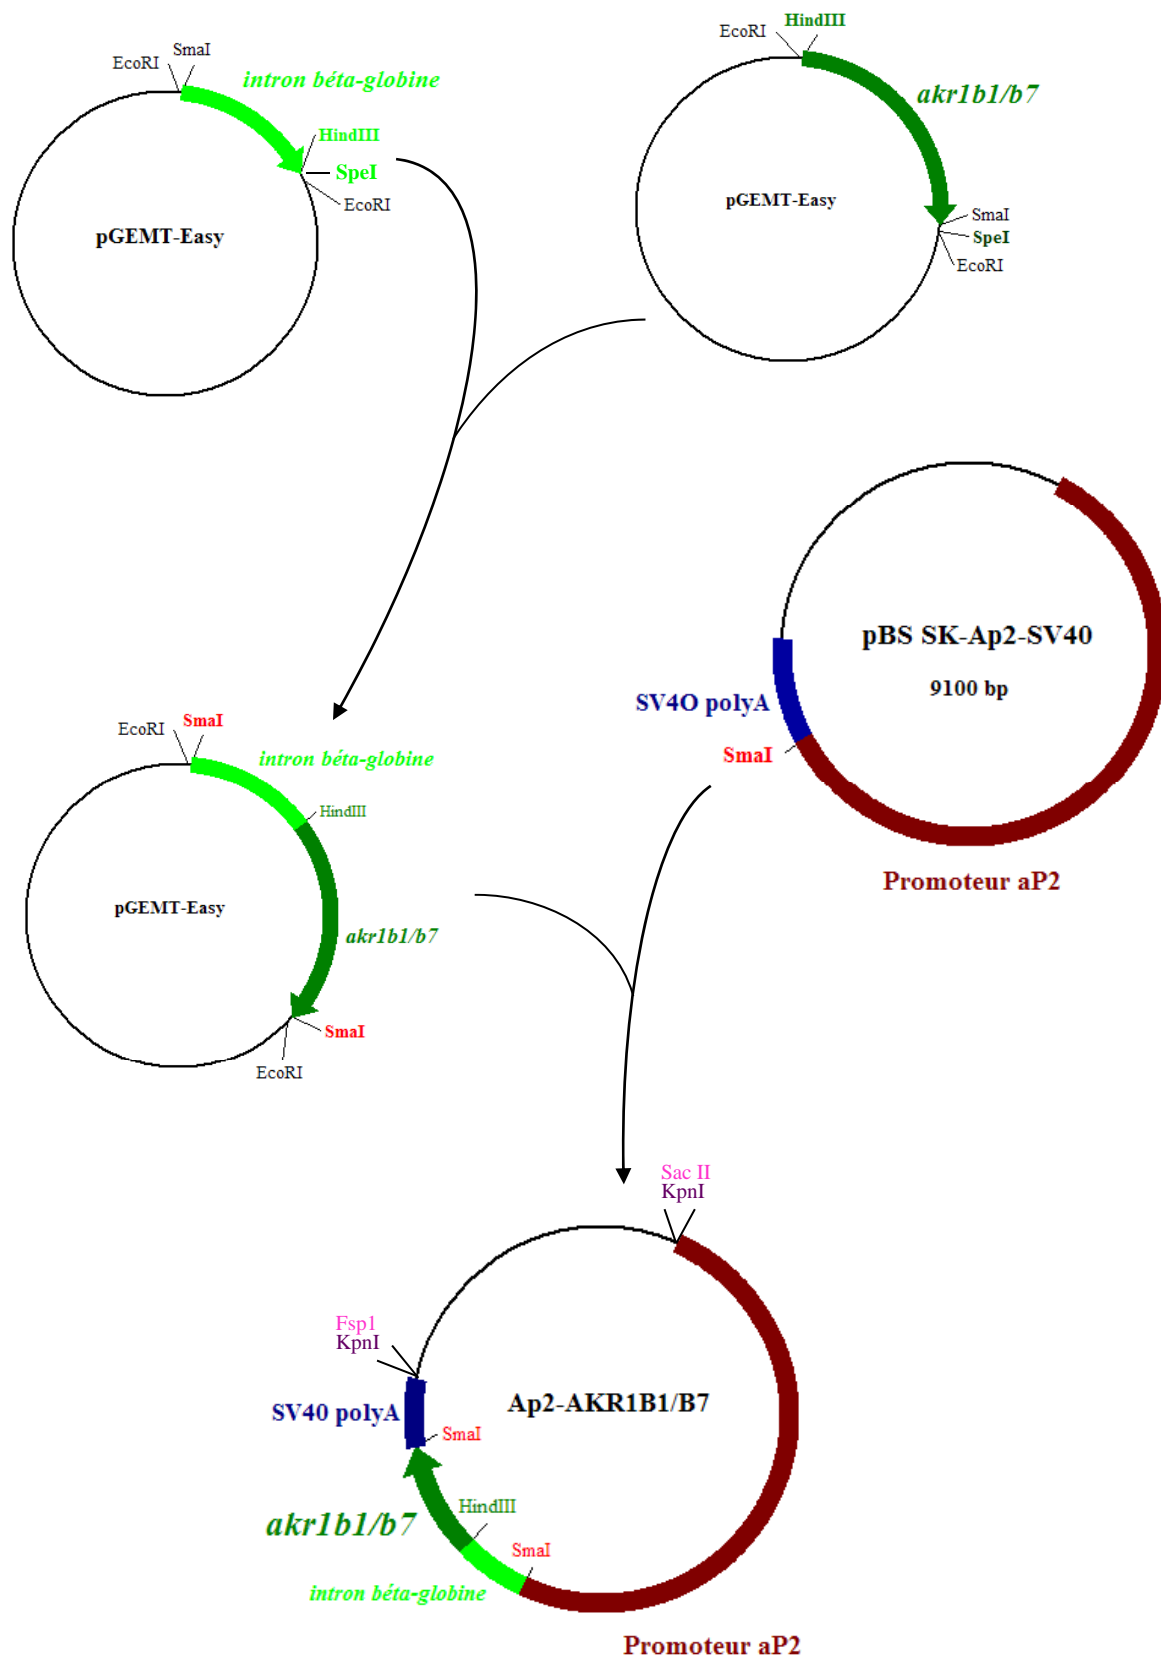 EcoRI
SmaI
intron béta-globine
HindIII
SpeI
EcoRI
pGEMT-Easy
EcoRI
HindIII
akr1b1/b7
pGEMT-Easy
SmaI
SpeI
EcoRI
pBS SK-Ap2-SV40
9100 bp
SV4O polyA
SmaI
Promoteur aP2
EcoRI
SmaI
intron béta-globine
HindIII
pGEMT-Easy
akr1b1/b7
SmaI
EcoRI
Sac II
KpnI
Fsp1
KpnI
SV40 polyA
Ap2-AKR1B1/B7
SmaI
HindIII
akr1b1/b7
SmaI
intron béta-globine
Promoteur aP2